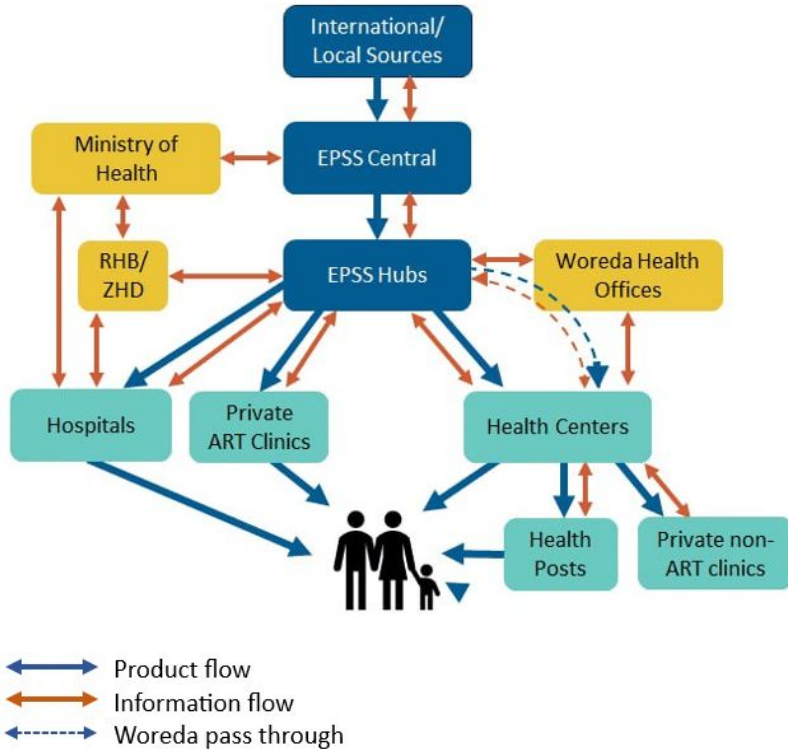 International/
Local Sources
Ministry of
Health
EPSS Central
RHB/
ZHD
EPSS Hubs
Woreda Health
Offices
Hospitals
Private
ART Clinics
Health Centers
Health
Posts
Private non-
ART clinics
Product flow
Information flow
Woreda pass through